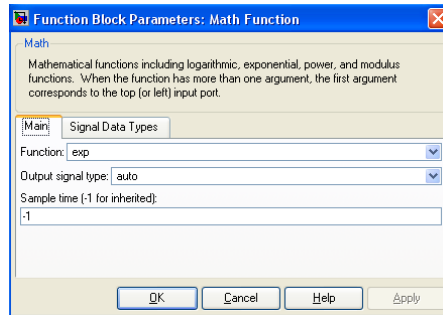 Function Block Parameters: Math Function
Math
Mathematical functions including logarithmic, exponential, power, and modulus
functions. When the function has more than one argument, the first argument
corresponds to the top (or left) input port.
Main Signal Data Types
Function: exp
Output signal type: auto
Sample time (-1 for inherited):
-1
OK Cancel Help Apply